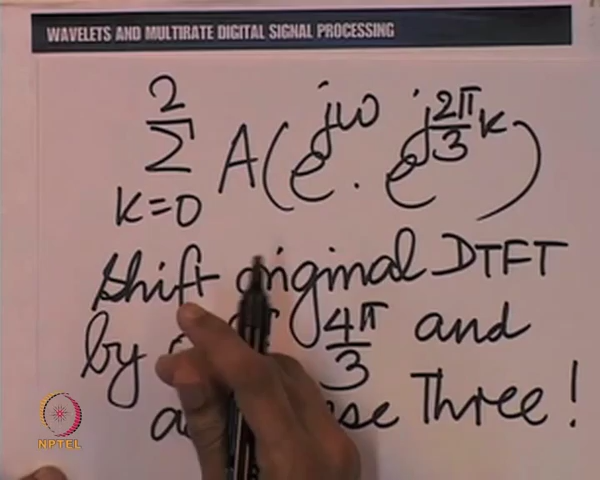 WAVELETS AND MULTIRATE DIGITAL SIGNAL PROCESSING
2
Σ A(e^{jω} · e^{j 2π/3 k})
k=0
Shift original DTFT
by 4π/3 and
Three!
NPTEL